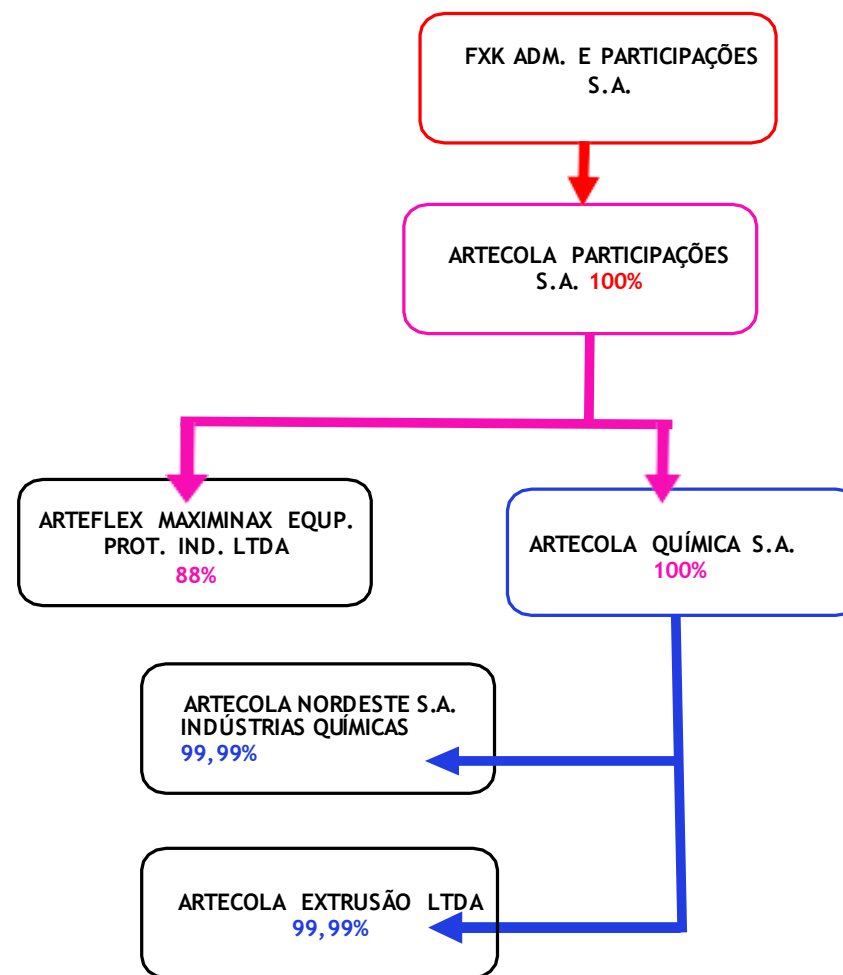 FXK ADM. E PARTICIPAÇÕES
S.A.
ARTECOLA PARTICIPAÇÕES
S.A. 100%
ARTEFLEX MAXIMINAX EQUP.
PROT. IND. LTDA
88%
ARTECOLA QUÍMICA S.A.
100%
ARTECOLA NORDESTE S.A.
INDÚSTRIAS QUÍMICAS
99,99%
ARTECOLA EXTRUSÃO LTDA
99,99%